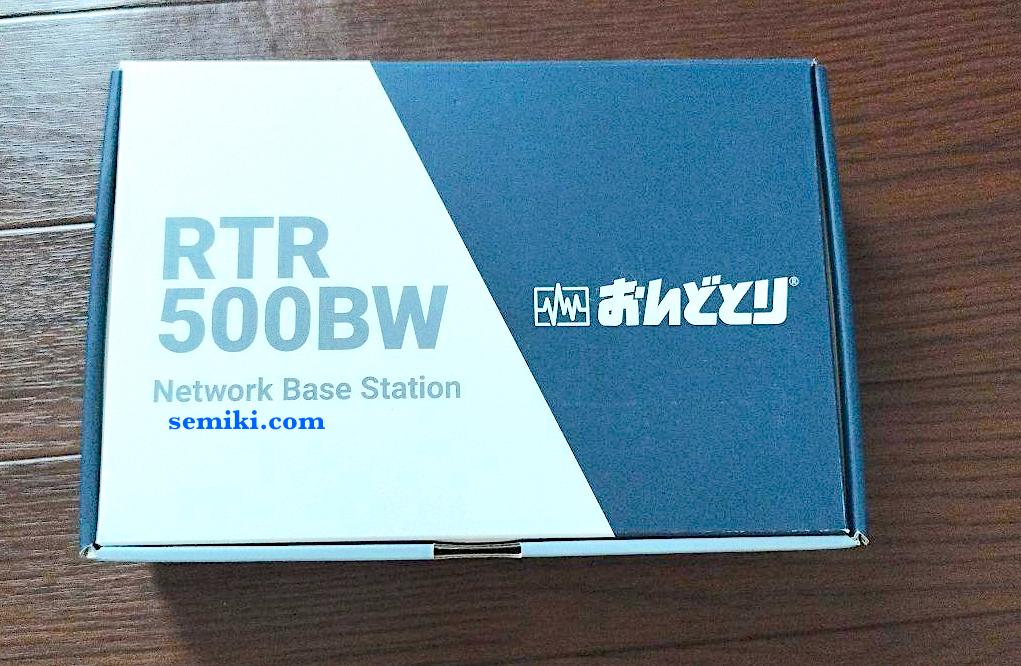 RTR
500BW
Network Base Station
semiki.com
おんどとり®